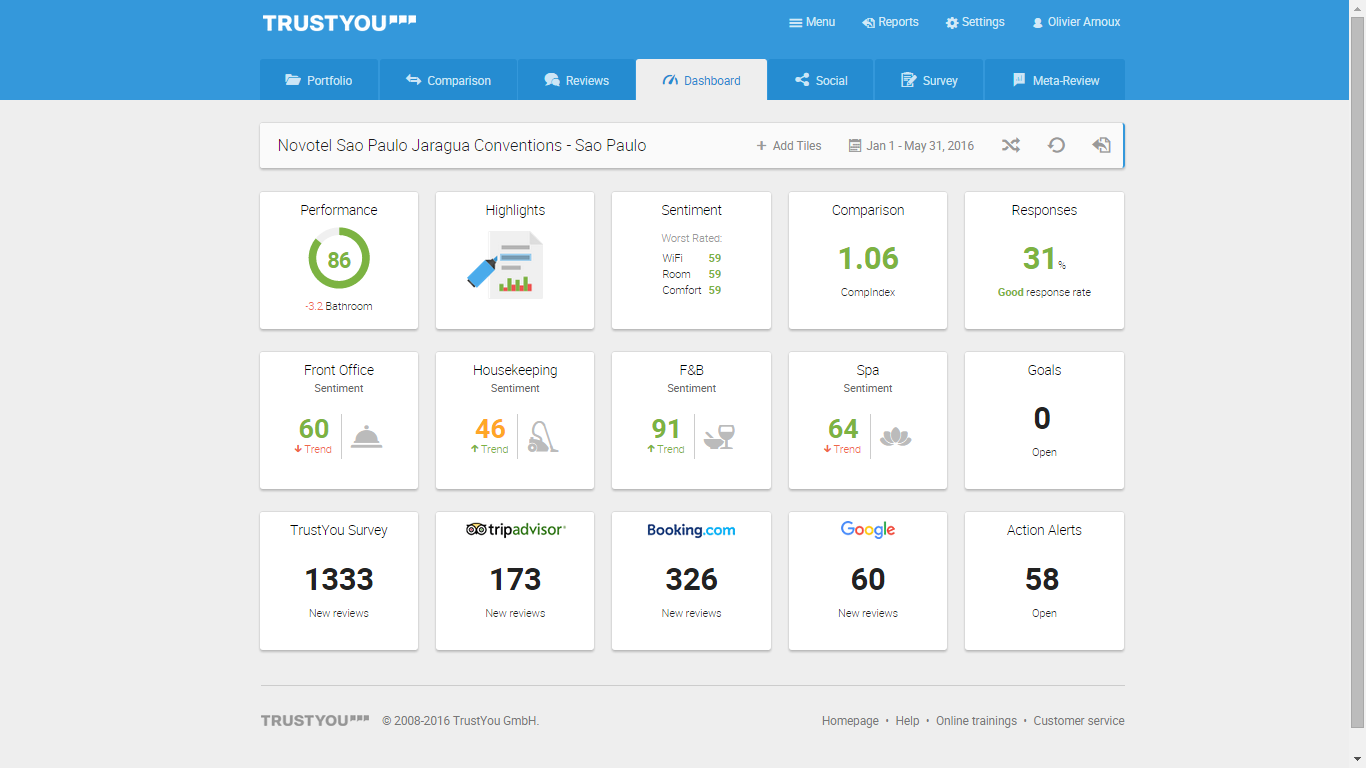 TRUSTYOU
Menu Reports Settings Olivier Arnoux
Portfolio Comparison Reviews Dashboard Social Survey Meta-Review
Novotel Sao Paulo Jaragua Conventions - Sao Paulo + Add Tiles Jan 1 - May 31, 2016
Performance
86
-3.2 Bathroom
Highlights
Sentiment
Worst Rated:
WiFi 59
Room 59
Comfort 59
Comparison
1.06
CompIndex
Responses
31%
Good response rate
Front Office
Sentiment
60
Trend
Housekeeping
Sentiment
46
Trend
F&B
Sentiment
91
Trend
Spa
Sentiment
64
Trend
Goals
0
Open
TrustYou Survey
1333
New reviews
tripadvisor®
173
New reviews
Booking.com
326
New reviews
Google
60
New reviews
Action Alerts
58
Open
TRUSTYOU © 2008-2016 TrustYou GmbH. Homepage • Help • Online trainings • Customer service